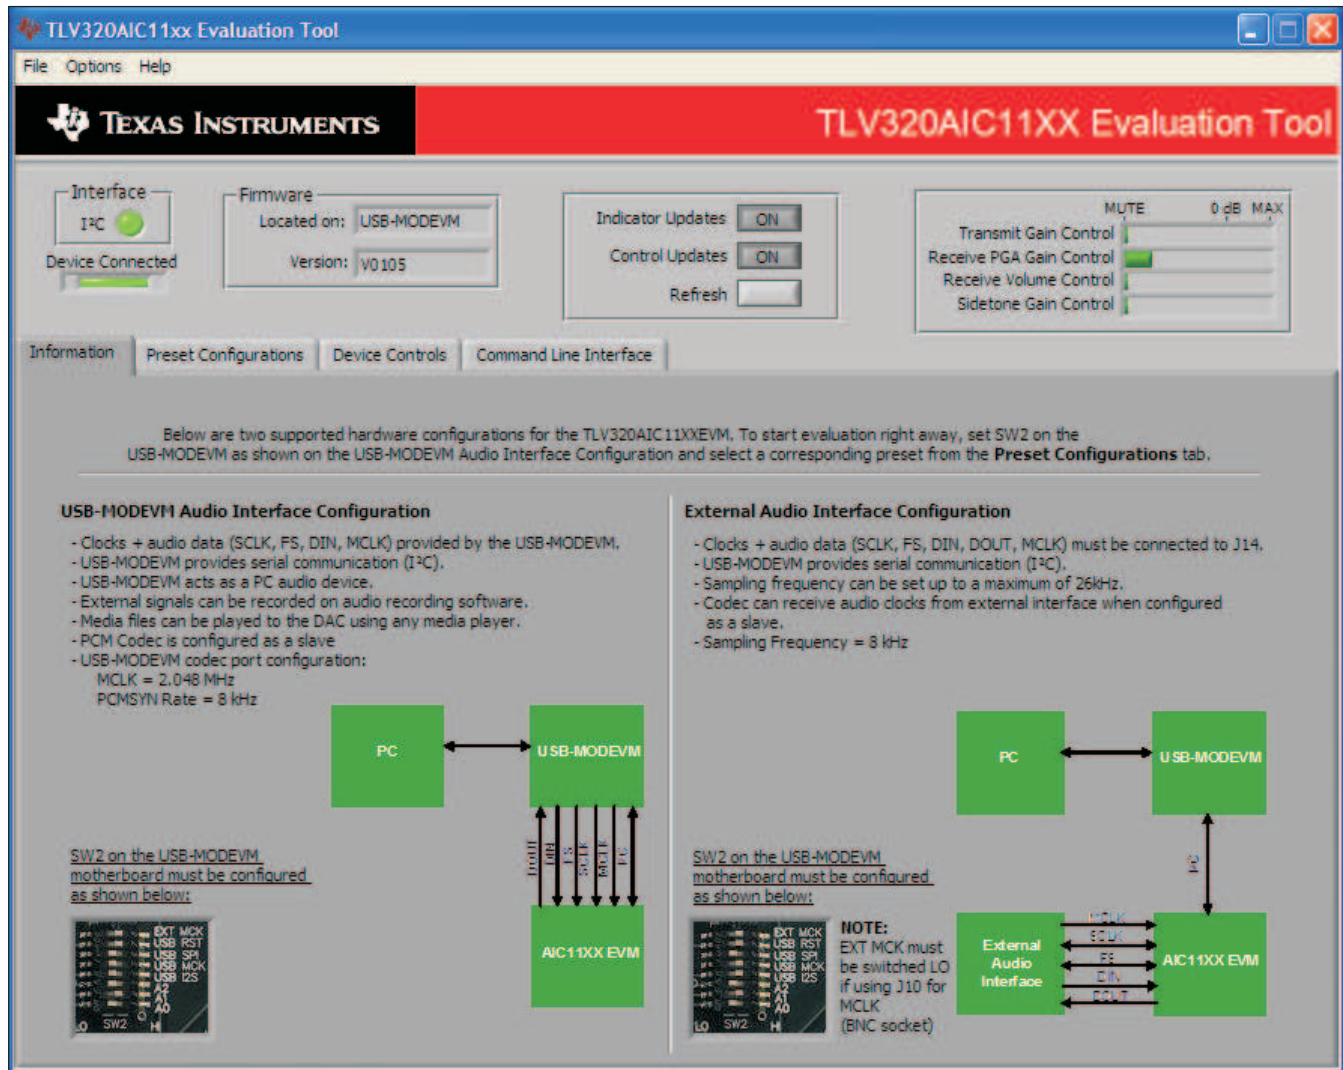 TLV320AIC11xx Evaluation Tool
File Options Help
TEXAS INSTRUMENTS
TLV320AIC11XX Evaluation Tool
Interface
I²C
Device Connected
Firmware
Located on: USB-MODEVM
Version: V0105
Indicator Updates ON
Control Updates ON
Refresh
MUTE 0 dB MAX
Transmit Gain Control
Receive PGA Gain Control
Receive Volume Control
Sidetone Gain Control
Information Preset Configurations Device Controls Command Line Interface
Below are two supported hardware configurations for the TLV320AIC11XXEVM. To start evaluation right away, set SW2 on the
USB-MODEVM as shown on the USB-MODEVM Audio Interface Configuration and select a corresponding preset from the Preset Configurations tab.
USB-MODEVM Audio Interface Configuration
- Clocks + audio data (SCLK, FS, DIN, MCLK) provided by the USB-MODEVM.
- USB-MODEVM provides serial communication (I²C).
- USB-MODEVM acts as a PC audio device.
- External signals can be recorded on audio recording software.
- Media files can be played to the DAC using any media player.
- PCM Codec is configured as a slave
- USB-MODEVM codec port configuration:
MCLK = 2.048 MHz
PCMSYN Rate = 8 kHz
PC
USB-MODEVM
DOUT
DIN
FS
SCLK
MCLK
I²C
AIC11XX EVM
SW2 on the USB-MODEVM
motherboard must be configured
as shown below:
EXT MCK
USB RST
USB SPI
USB MCK
USB I2S
A2
A1
A0
LO SW2 HI
External Audio Interface Configuration
- Clocks + audio data (SCLK, FS, DIN, DOUT, MCLK) must be connected to J14.
- USB-MODEVM provides serial communication (I²C).
- Sampling frequency can be set up to a maximum of 26kHz.
- Codec can receive audio clocks from external interface when configured
as a slave.
- Sampling Frequency = 8 kHz
PC
USB-MODEVM
I²C
SW2 on the USB-MODEVM
motherboard must be configured
as shown below:
EXT MCK
USB RST
USB SPI
USB MCK
USB I2S
A2
A1
A0
LO SW2 HI
NOTE:
EXT MCK must
be switched LO
if using J10 for
MCLK
(BNC socket)
External
Audio
Interface
MCLK
SCLK
FS
DIN
DOUT
AIC11XX EVM